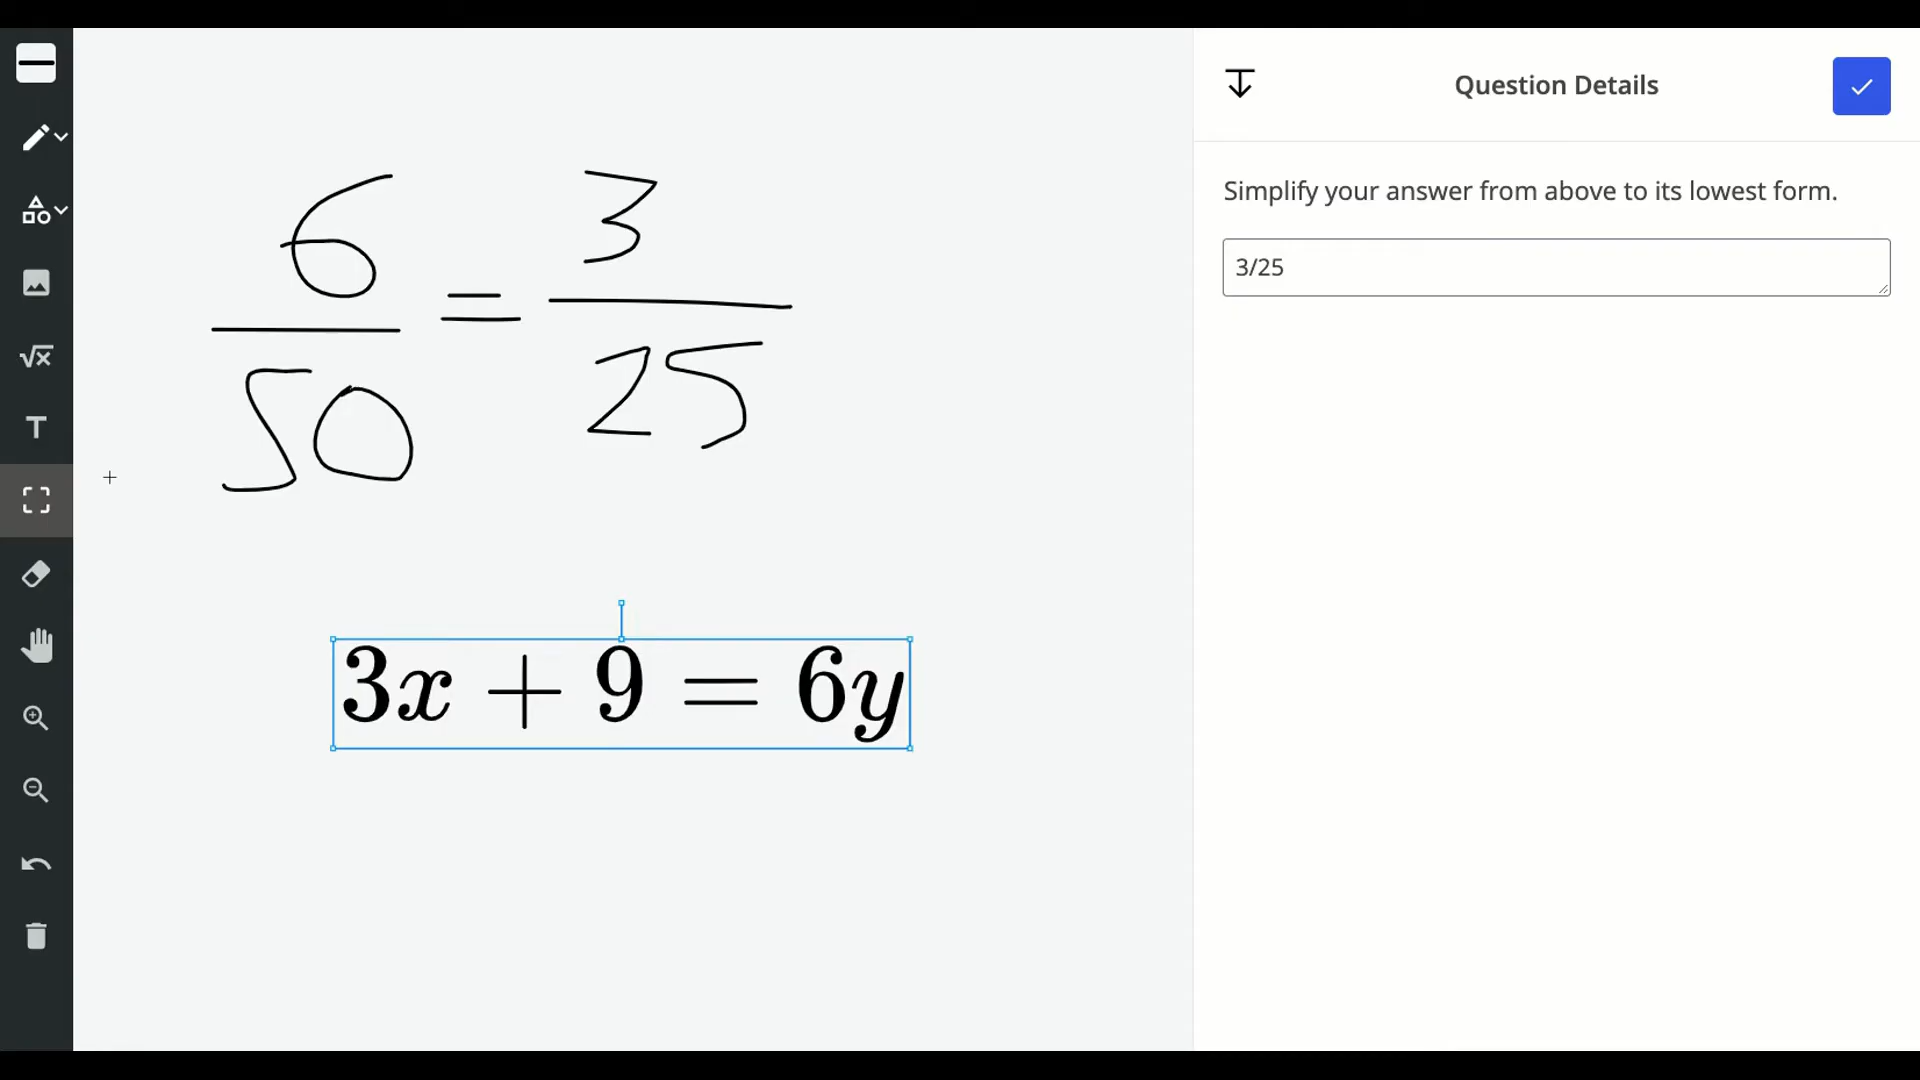 Question Details
Simplify your answer from above to its lowest form.
3/25
6/50 = 3/25
3x + 9 = 6y
√x
T